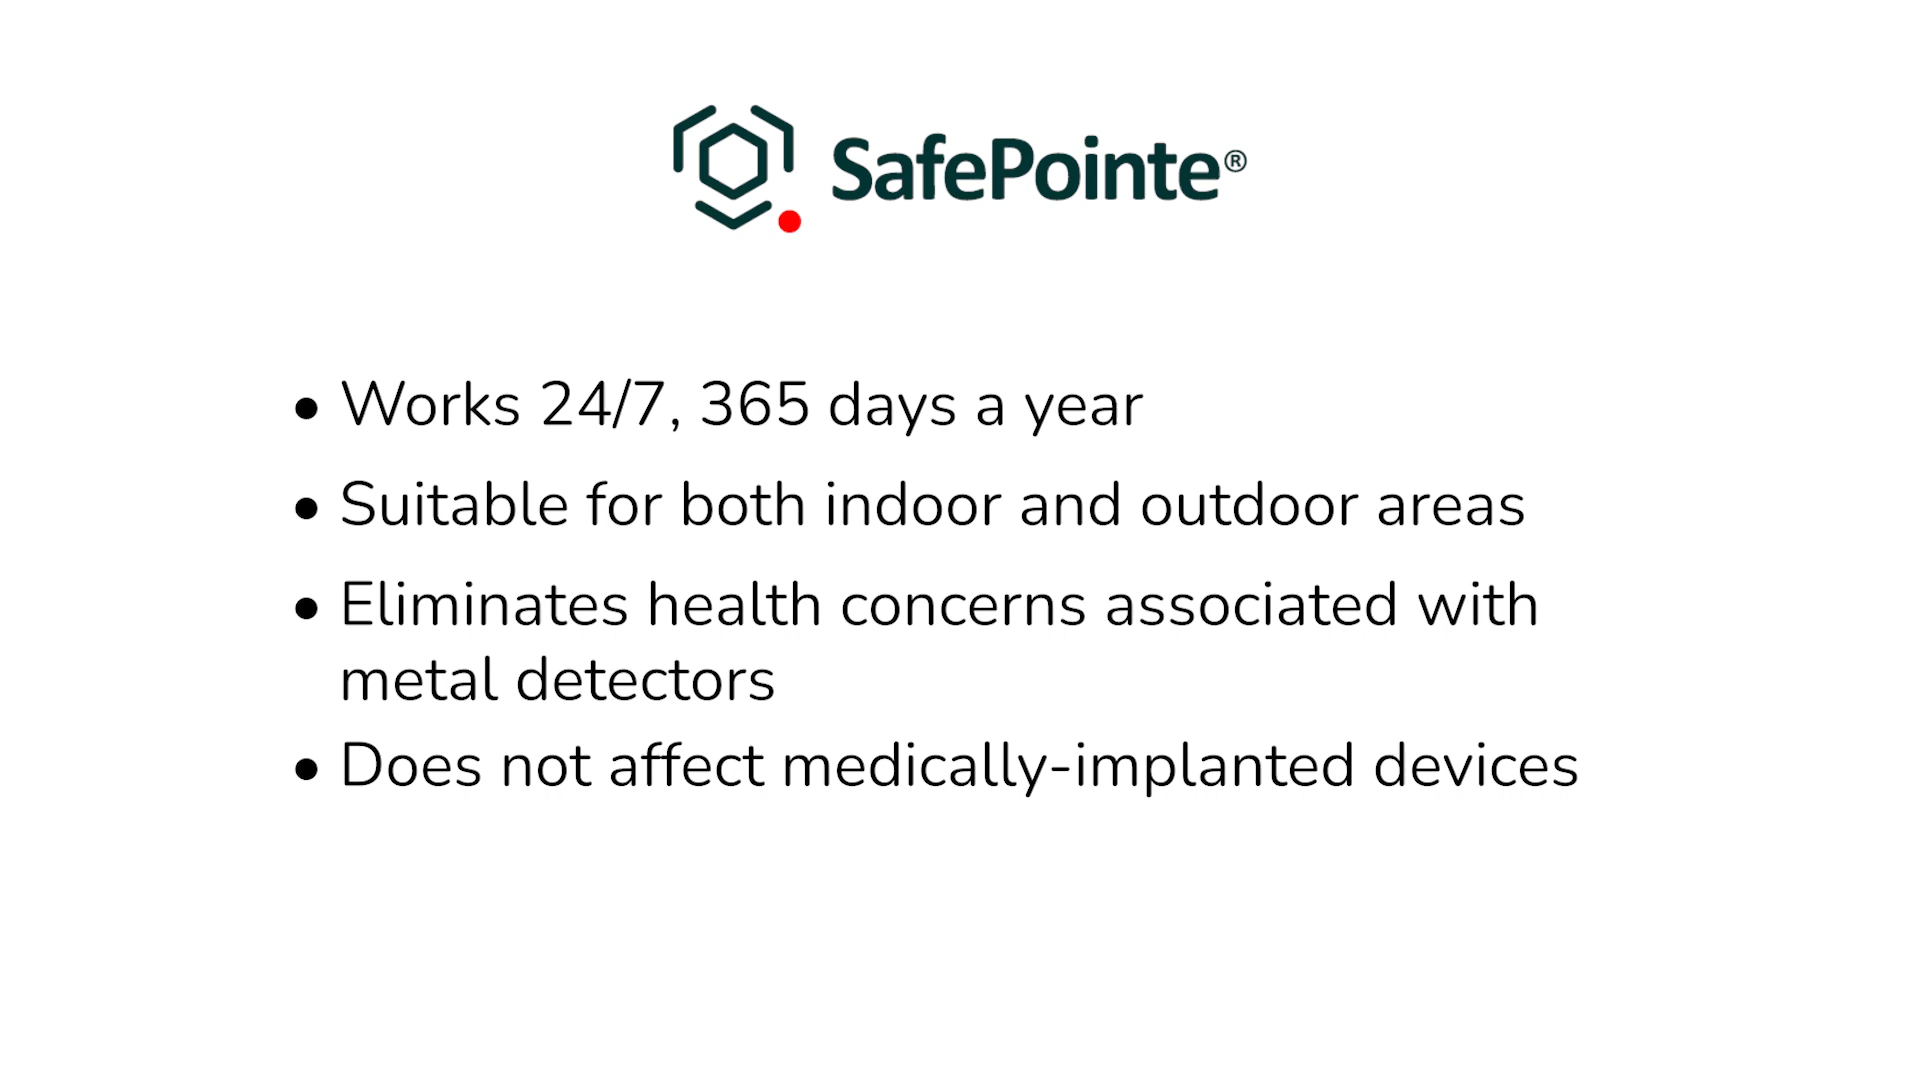 SafePointe®
• Works 24/7, 365 days a year
• Suitable for both indoor and outdoor areas
• Eliminates health concerns associated with
metal detectors
• Does not affect medically-implanted devices